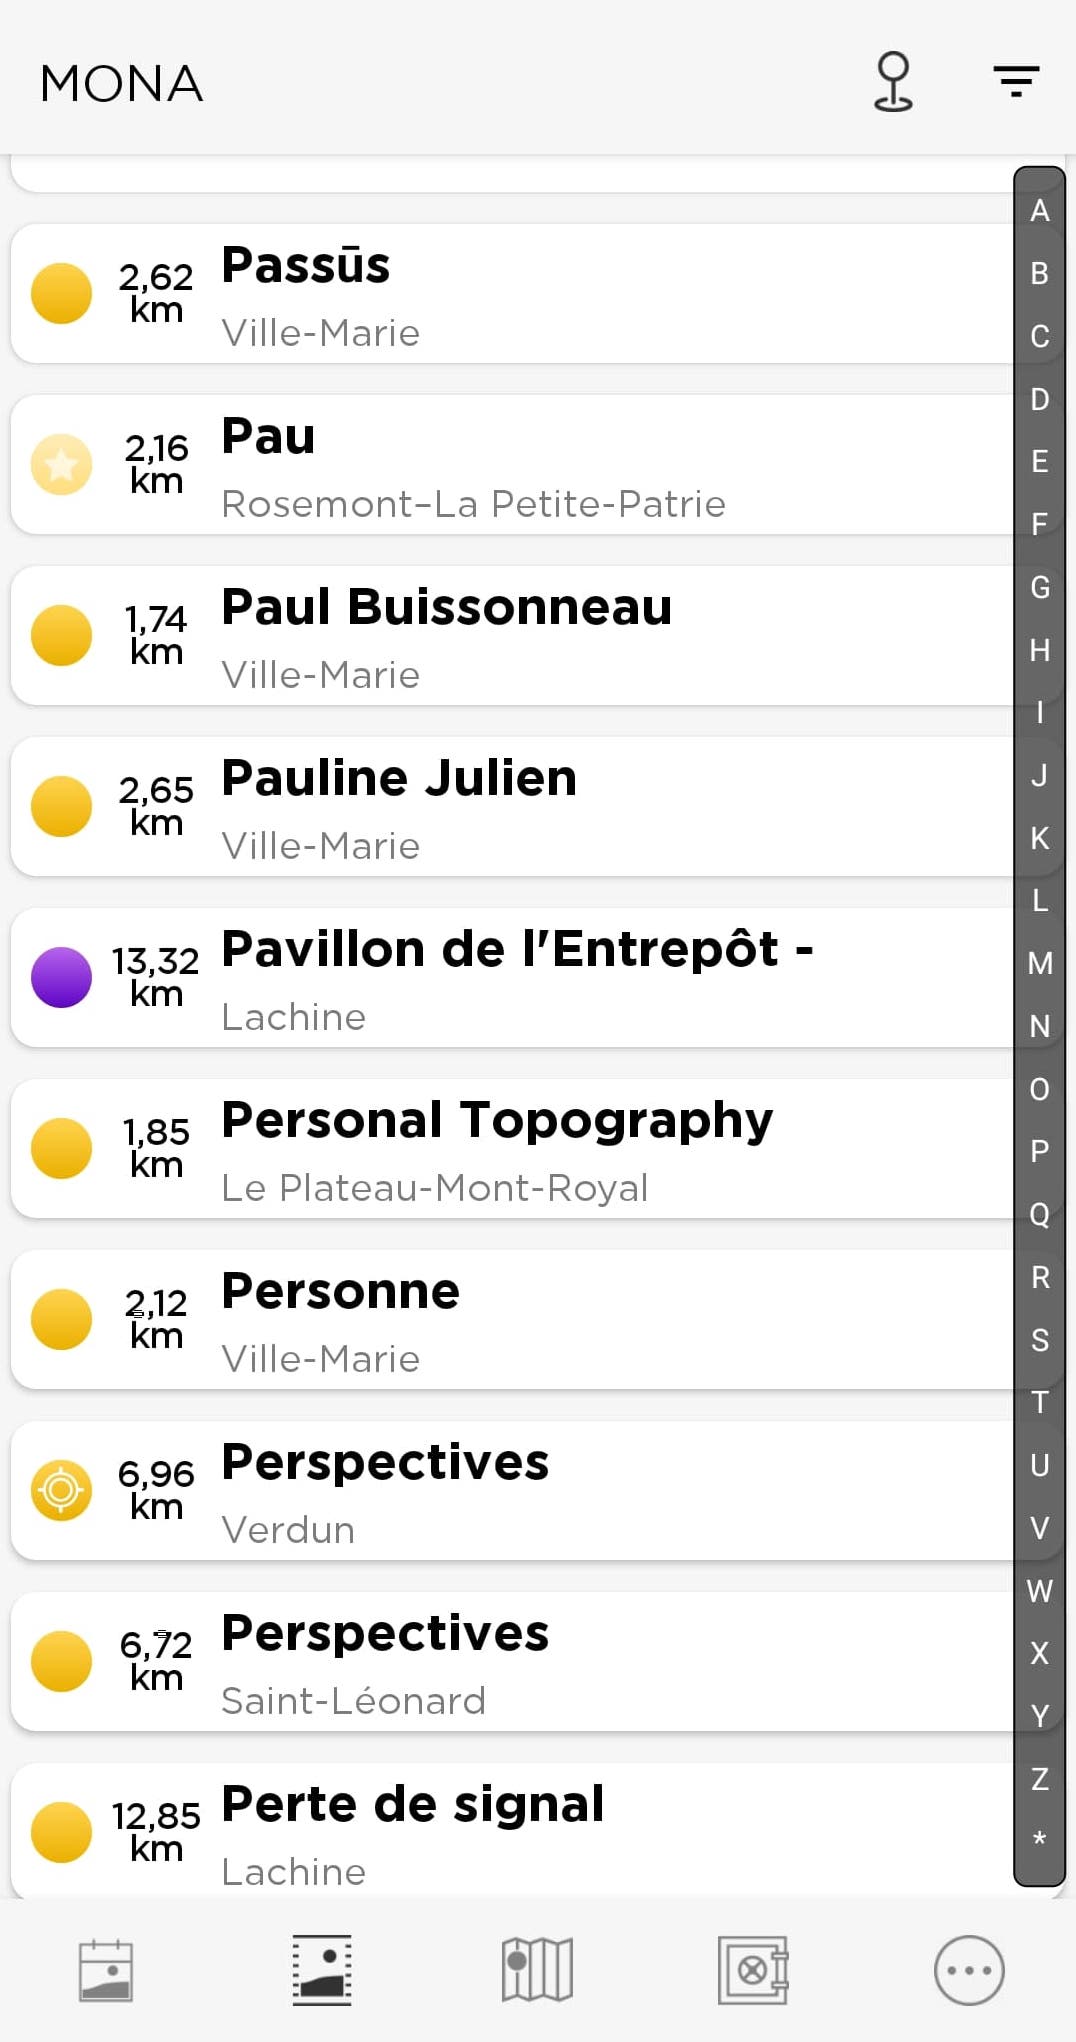 MONA
2,62
km
Passūs
Ville-Marie
2,16
km
Pau
Rosemont–La Petite-Patrie
1,74
km
Paul Buissonneau
Ville-Marie
2,65
km
Pauline Julien
Ville-Marie
13,32
km
Pavillon de l'Entrepôt -
Lachine
1,85
km
Personal Topography
Le Plateau-Mont-Royal
2,12
km
Personne
Ville-Marie
6,96
km
Perspectives
Verdun
6,72
km
Perspectives
Saint-Léonard
12,85
km
Perte de signal
Lachine
A
B
C
D
E
F
G
H
I
J
K
L
M
N
O
P
Q
R
S
T
U
V
W
X
Y
Z
*